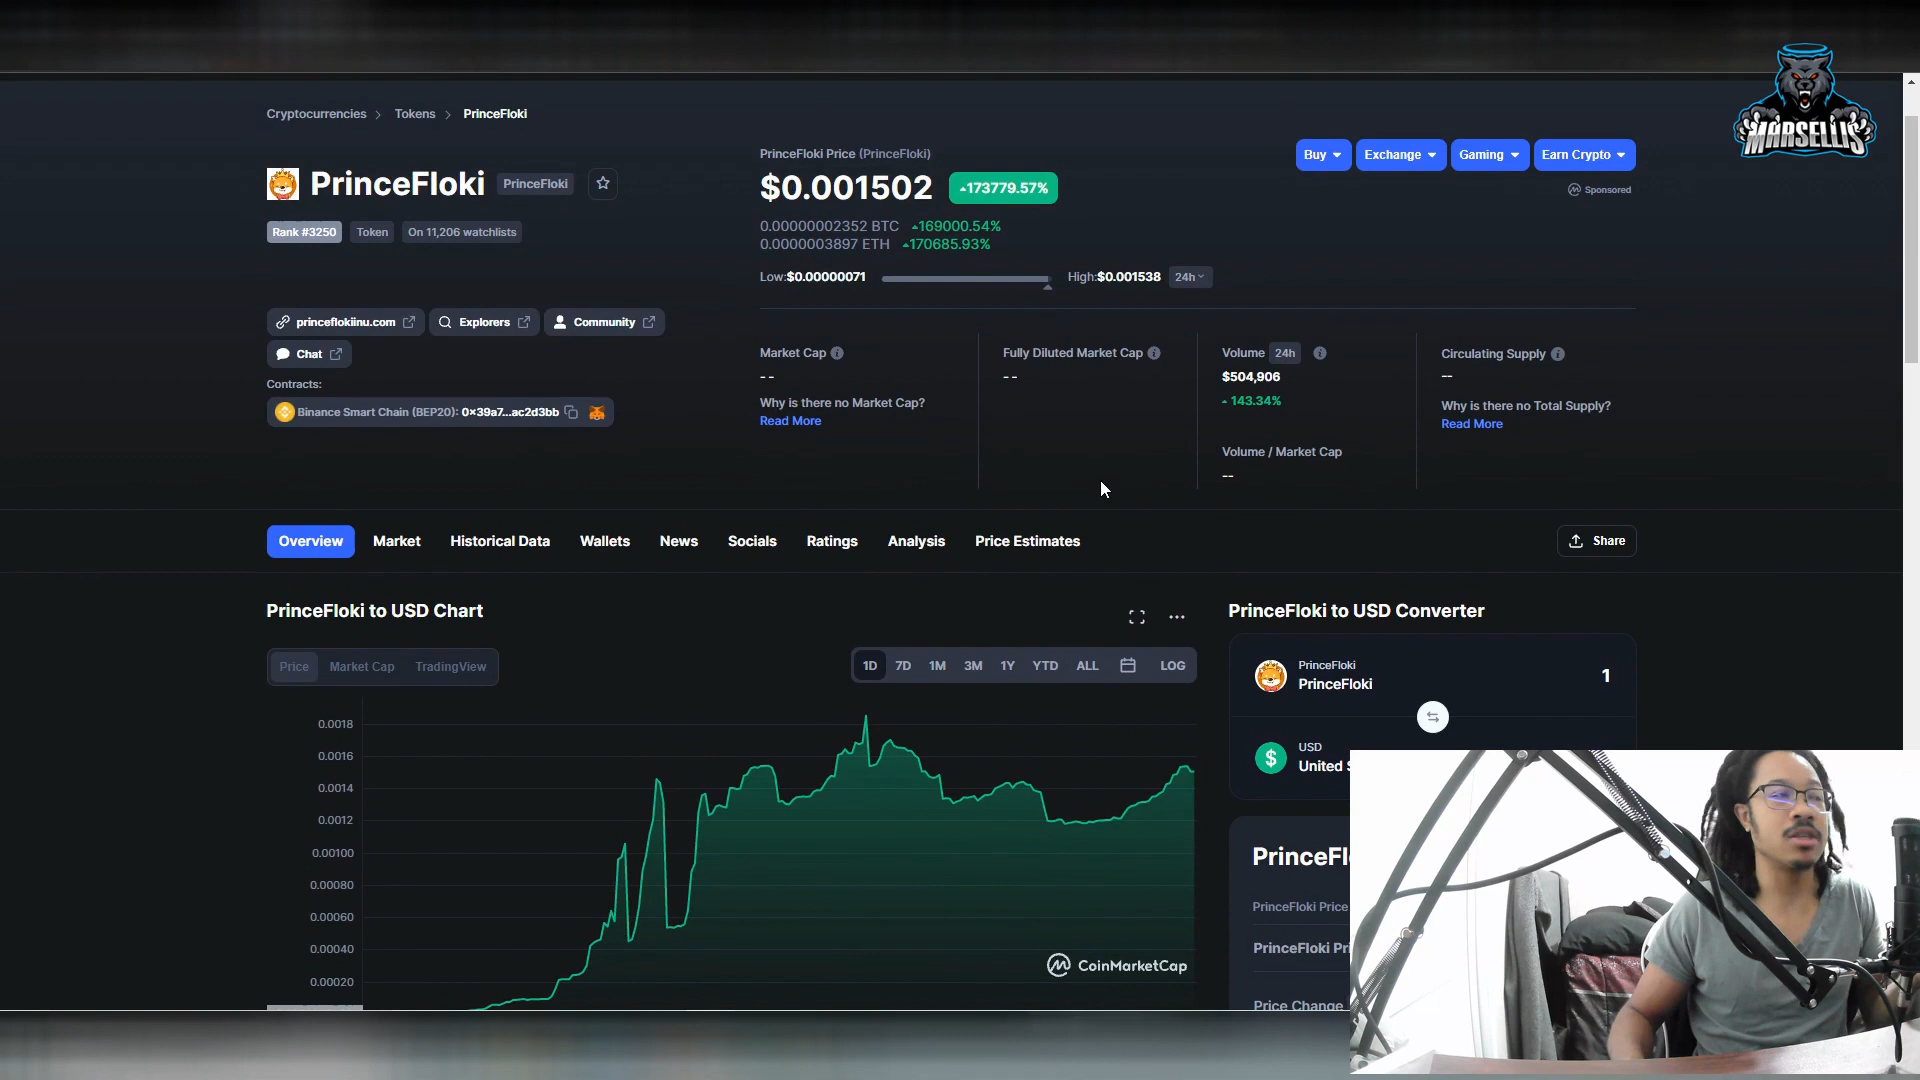 MARSELLIS
Cryptocurrencies > Tokens > PrinceFloki
PrinceFloki PrinceFloki
Rank #3250 Token On 11,206 watchlists
princeflokiinu.com Explorers Community
Chat
Contracts:
Binance Smart Chain (BEP20): 0x39a7...ac2d3bb
PrinceFloki Price (PrinceFloki)
$0.001502 173779.57%
0.00000002352 BTC 169000.54%
0.0000003897 ETH 170685.93%
Low:$0.00000071 High:$0.001538 24h
Buy Exchange Gaming Earn Crypto
Sponsored
Market Cap
--
Why is there no Market Cap?
Read More
Fully Diluted Market Cap
--
Volume 24h
$504,906
143.34%
Volume / Market Cap
--
Circulating Supply
--
Why is there no Total Supply?
Read More
Overview Market Historical Data Wallets News Socials Ratings Analysis Price Estimates
Share
PrinceFloki to USD Chart
Price Market Cap TradingView
1D 7D 1M 3M 1Y YTD ALL LOG
0.0018
0.0016
0.0014
0.0012
0.00100
0.00080
0.00060
0.00040
0.00020
CoinMarketCap
PrinceFloki to USD Converter
PrinceFloki
PrinceFloki 1
USD
United S
PrinceFl
PrinceFloki Price
PrinceFloki Pri
Price Change